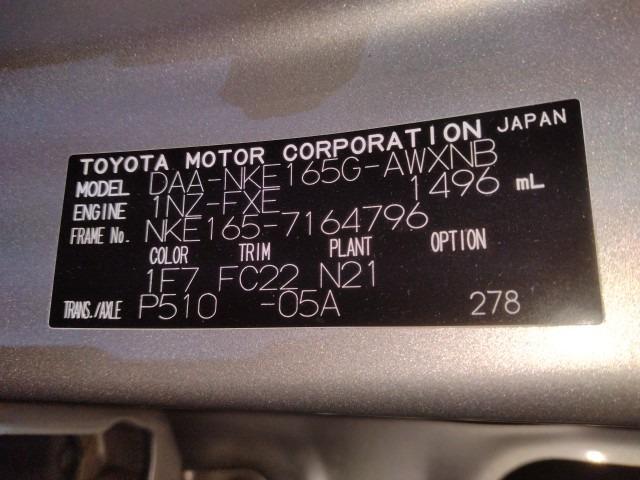 TOYOTA MOTOR CORPORATION JAPAN
MODEL DAA-NKE165G-AWXNB
ENGINE 1NZ-FXE 1496 mL
FRAME No. NKE165-7164796
COLOR TRIM PLANT OPTION
1F7 FC22 N21
TRANS./AXLE P510 -05A 278